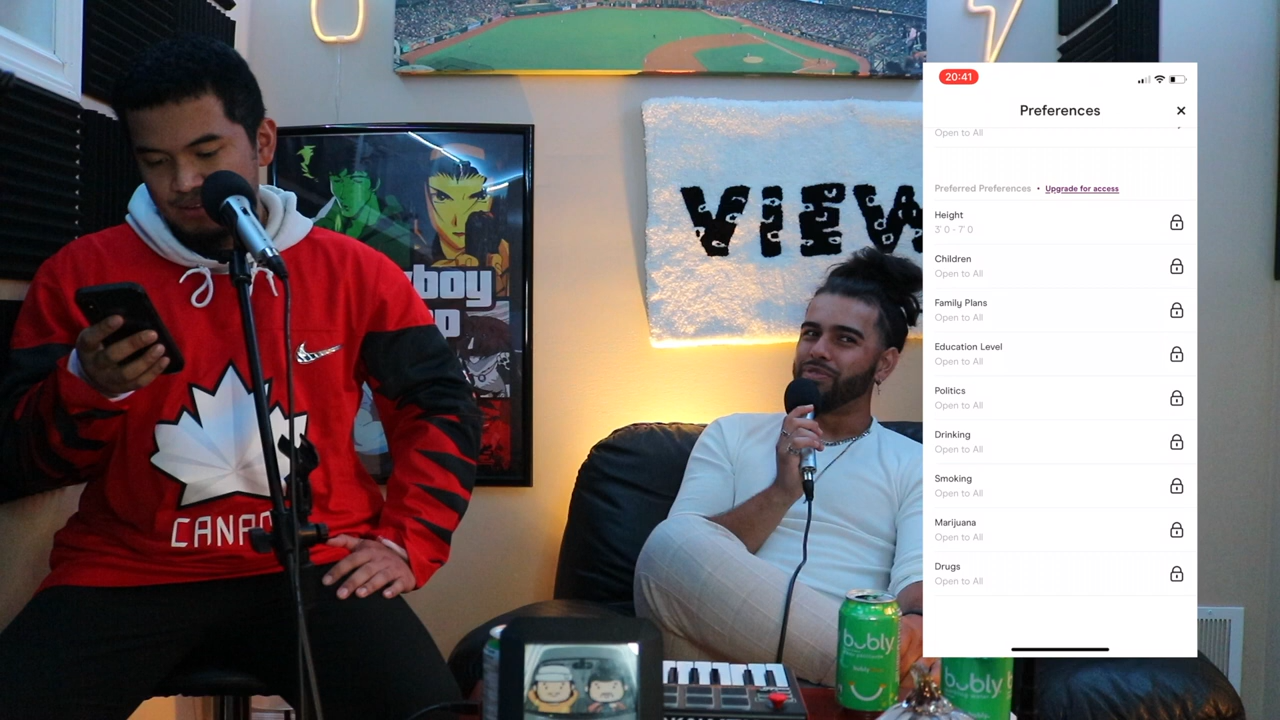 20:41
Preferences
Open to All
Preferred Preferences • Upgrade for access
Height
3' 0 - 7' 0
Children
Open to All
Family Plans
Open to All
Education Level
Open to All
Politics
Open to All
Drinking
Open to All
Smoking
Open to All
Marijuana
Open to All
Drugs
Open to All
VIEW
boy
CANA
bubly
bubly